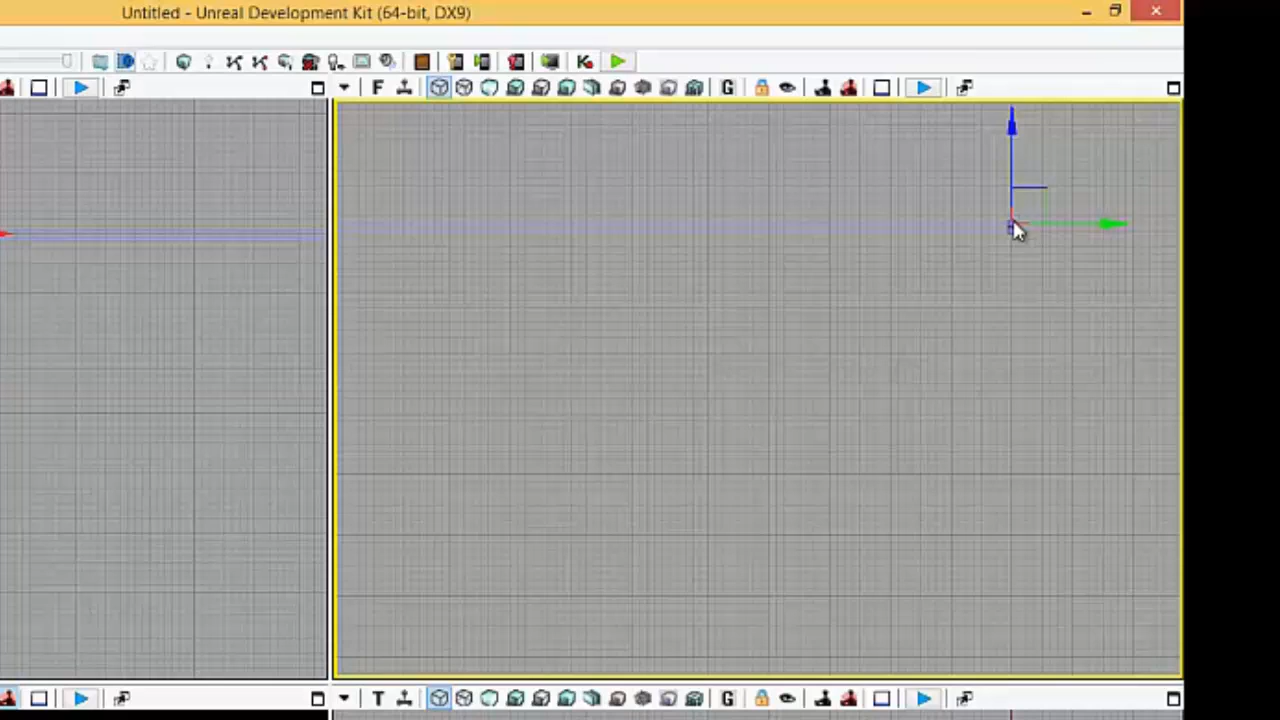 Untitled - Unreal Development Kit (64-bit, DX9)
F
G
T
G